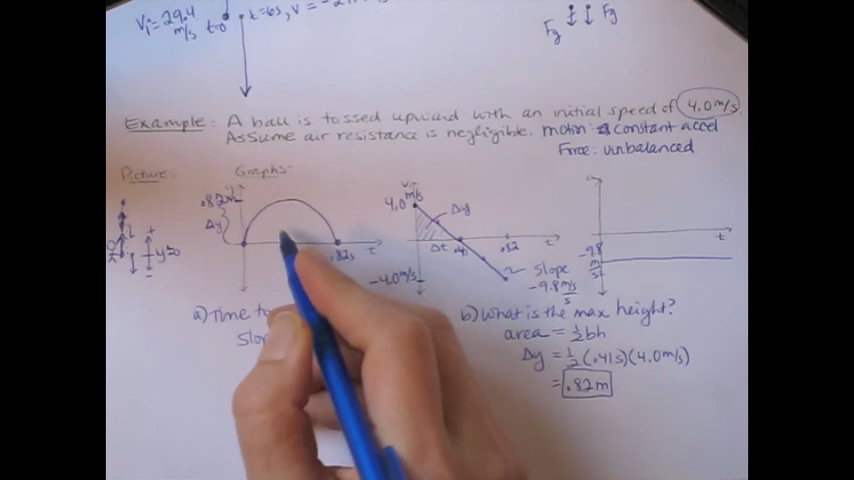 Vi = 29.4 m/s t=0 t=6s, V =
Fg Fg
Example: A ball is tossed upward with an initial speed of 4.0m/s.
Assume air resistance is negligible. motion: constant accel
Force: unbalanced
Picture: Graphs:
+ y=0 -
y .82m Δy .82s t
v 4.0 m/s Δy Δt .41 .82 t -4.0m/s Slope -9.8 m/s/s
a t -9.8 m/s/s
a) Time to
Slo
b) What is the max height?
area = ½bh
Δy = ½(.41s)(4.0m/s)
= .82m